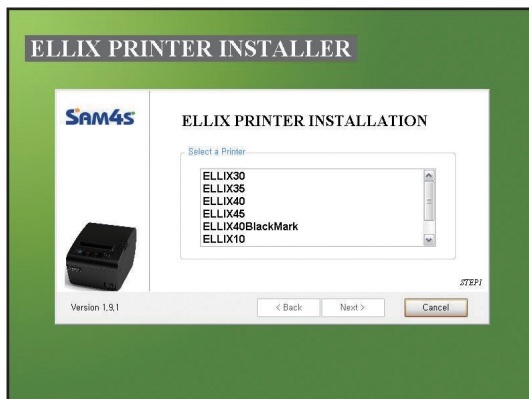 ELLIX PRINTER INSTALLER
SAM4S
ELLIX PRINTER INSTALLATION
Select a Printer
ELLIX30
ELLIX35
ELLIX40
ELLIX45
ELLIX40BlackMark
ELLIX10
STEP1
Version 1,9,1
< Back
Next >
Cancel